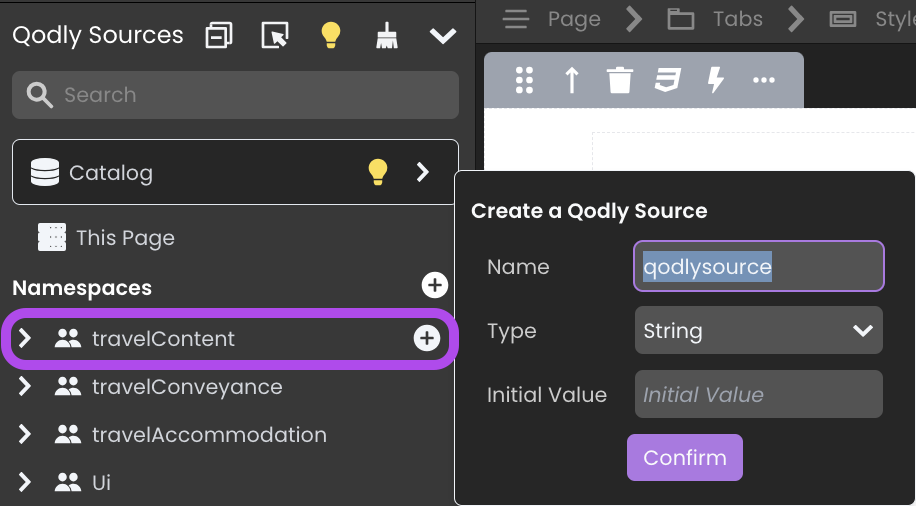 Qodly Sources
Page
Tabs
Style
Search
Catalog
This Page
Namespaces
travelContent
travelConveyance
travelAccommodation
Ui
Create a Qodly Source
Name
qodlysource
Type
String
Initial Value
Initial Value
Confirm